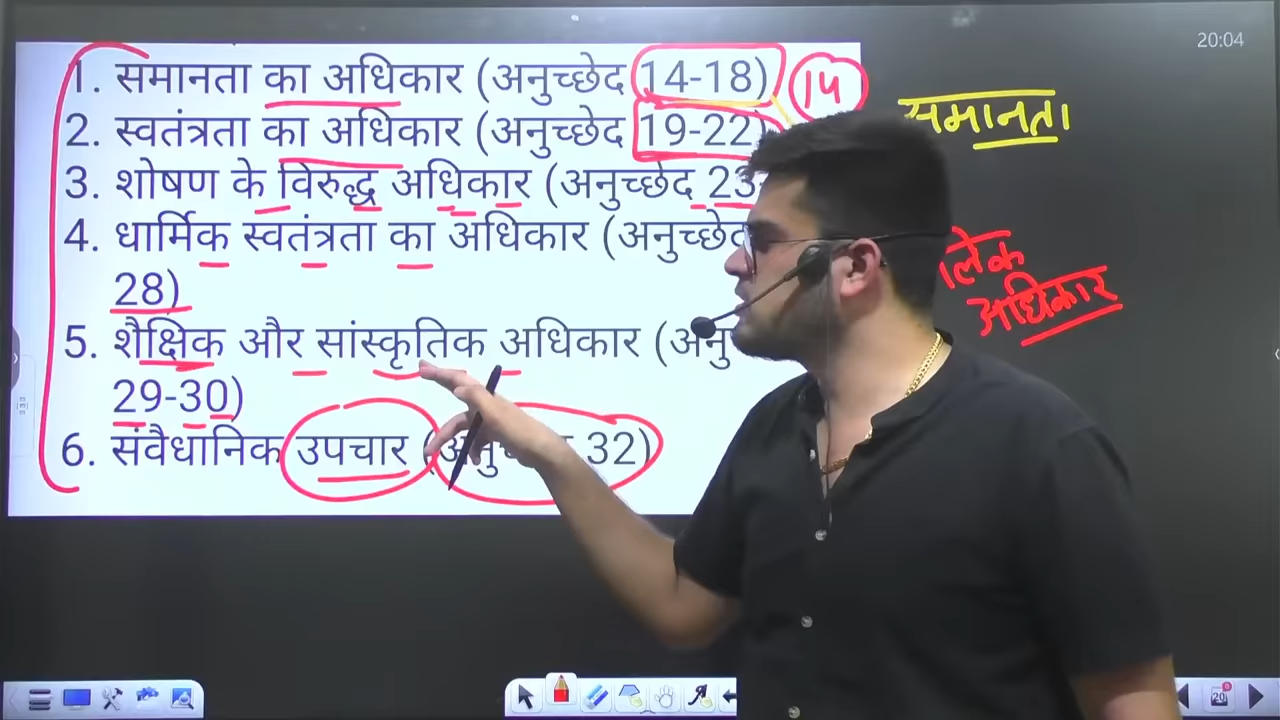 20:04
1. समानता का अधिकार (अनुच्छेद 14-18)
14
समानता
2. स्वतंत्रता का अधिकार (अनुच्छेद 19-22)
3. शोषण के विरुद्ध अधिकार (अनुच्छेद 23
4. धार्मिक स्वतंत्रता का अधिकार (अनुच्छेद
28)
अधिकार
5. शैक्षिक और सांस्कृतिक अधिकार (अनु
29-30)
6. संवैधानिक उपचार ( 32)
20